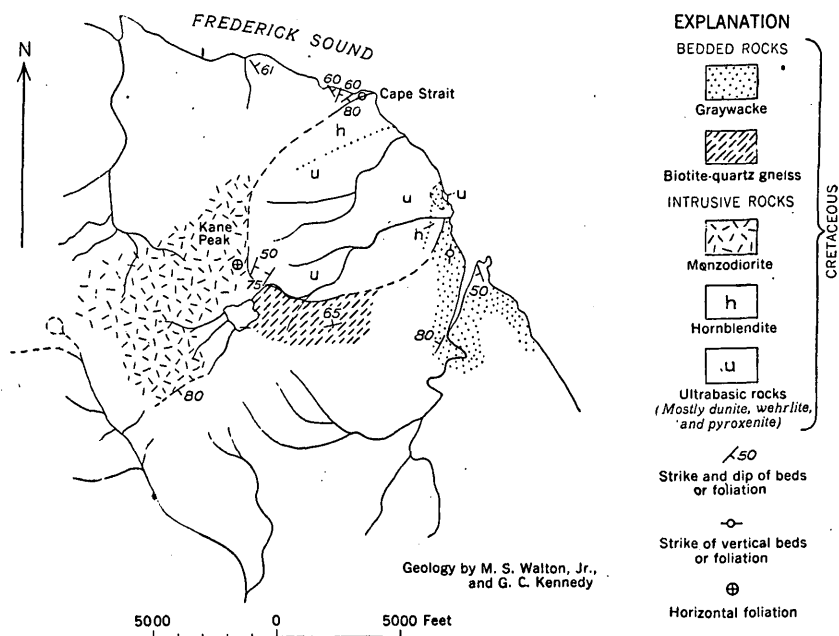 FREDERICK SOUND
N
61
60 60
Cape Strait
80
h
u
u
u
Kane
Peak
h
50
u
75
50
65
80
80
Geology by M. S. Walton, Jr.,
and G. C. Kennedy
5000 0 5000 Feet
EXPLANATION
BEDDED ROCKS
Graywacke
Biotite-quartz gneiss
INTRUSIVE ROCKS
Monzodiorite
h
Hornblendite
u
Ultrabasic rocks
(Mostly dunite, wehrlite,
and pyroxenite)
CRETACEOUS
50
Strike and dip of beds
or foliation
Strike of vertical beds
or foliation
Horizontal foliation